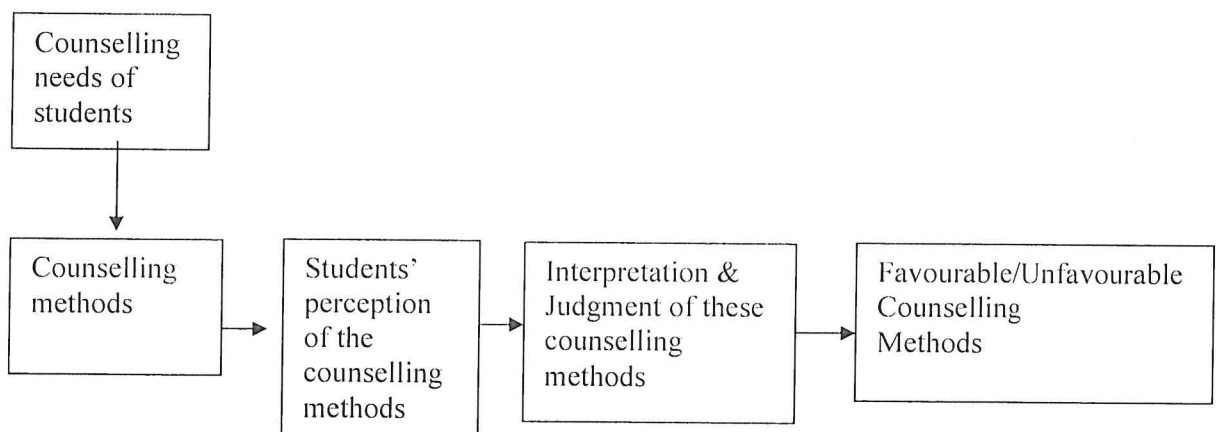 Counselling
needs of
students
Counselling
methods
Students’
perception
of the
counselling
methods
Interpretation &
Judgment of these
counselling
methods
Favourable/Unfavourable
Counselling
Methods